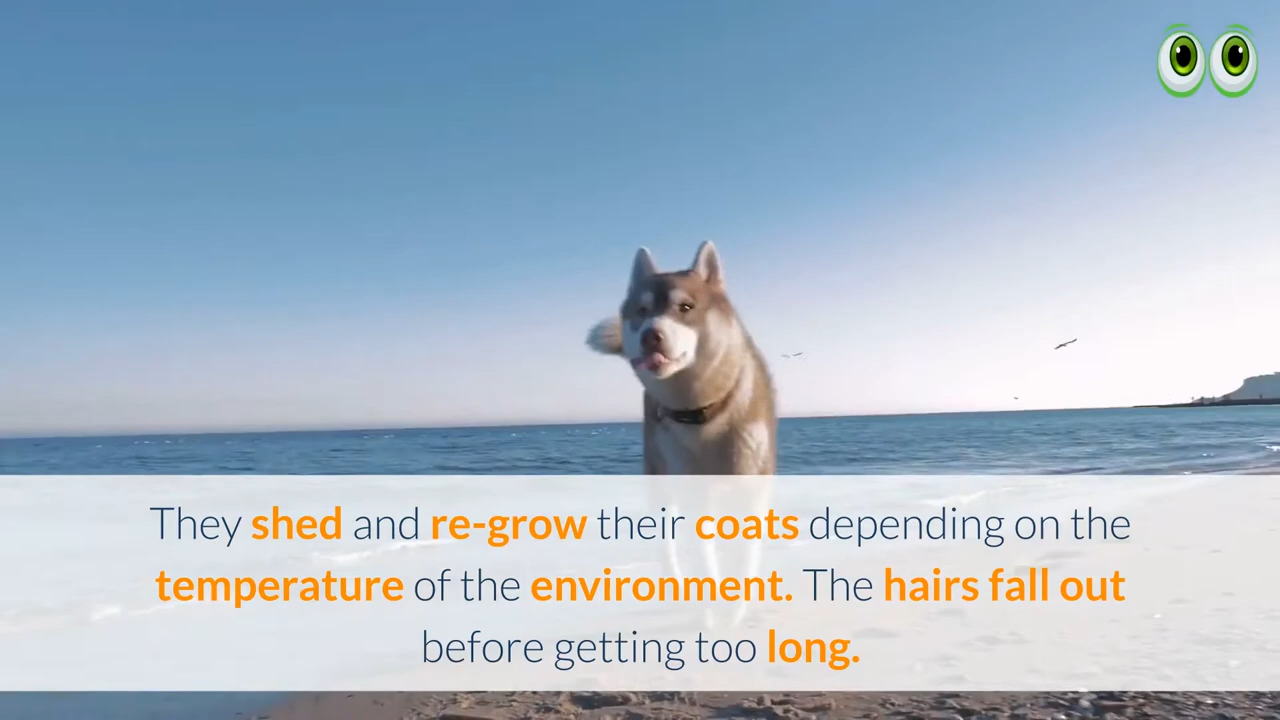 They shed and re-grow their coats depending on the
temperature of the environment. The hairs fall out
before getting too long.